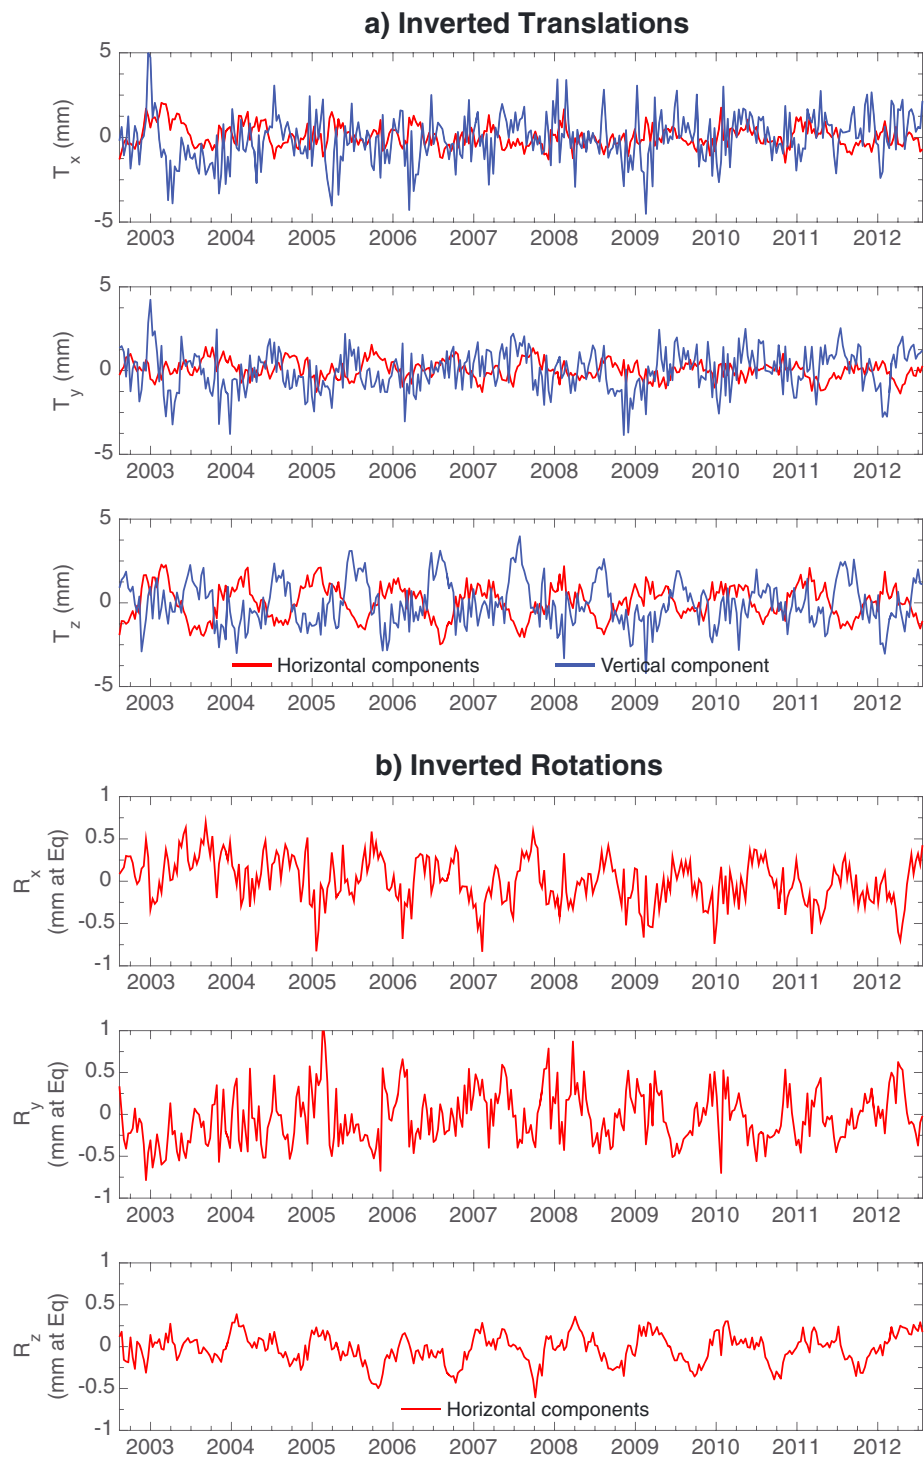 a) Inverted Translations
5
0
-5
T_x (mm)
2003 2004 2005 2006 2007 2008 2009 2010 2011 2012
5
0
-5
T_y (mm)
2003 2004 2005 2006 2007 2008 2009 2010 2011 2012
5
0
-5
T_z (mm)
Horizontal components Vertical component
2003 2004 2005 2006 2007 2008 2009 2010 2011 2012
b) Inverted Rotations
1
0.5
0
-0.5
-1
R_x
(mm at Eq)
2003 2004 2005 2006 2007 2008 2009 2010 2011 2012
1
0.5
0
-0.5
-1
R_y
(mm at Eq)
2003 2004 2005 2006 2007 2008 2009 2010 2011 2012
1
0.5
0
-0.5
-1
R_z
(mm at Eq)
Horizontal components
2003 2004 2005 2006 2007 2008 2009 2010 2011 2012